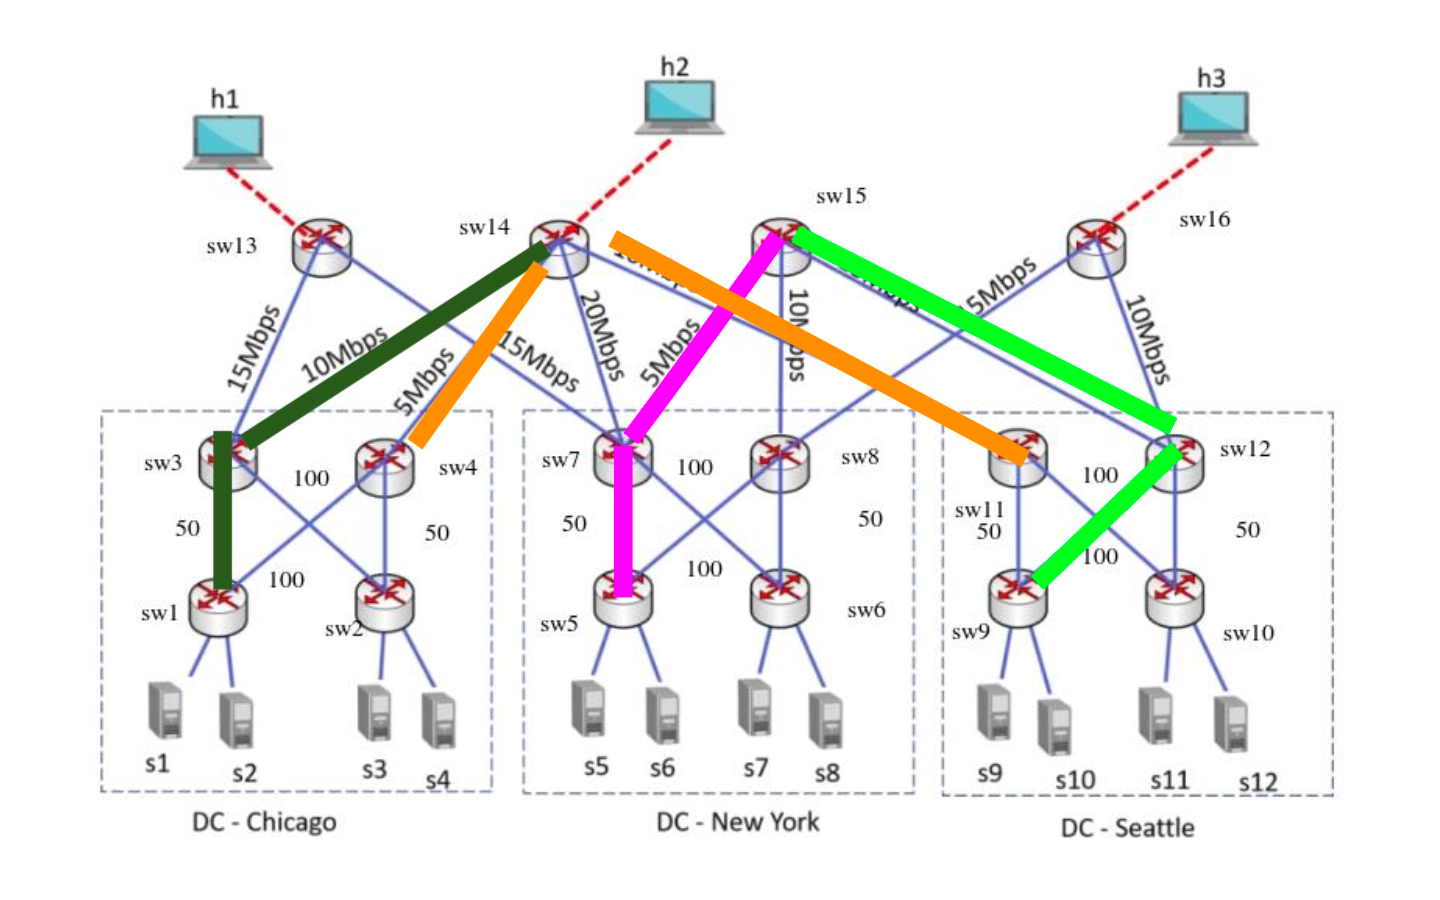 h1
h2
h3
sw13
sw14
sw15
sw16
15Mbps
10Mbps
5Mbps
15Mbps
20Mbps
5Mbps
15Mbps
10Mbps
sw3
100
sw4
sw7
100
sw8
100
sw12
50
50
50
50
sw11
50
50
100
100
100
sw1
sw2
sw5
sw6
sw9
sw10
s1
s2
s3
s4
s5
s6
s7
s8
s9
s10
s11
s12
DC - Chicago
DC - New York
DC - Seattle